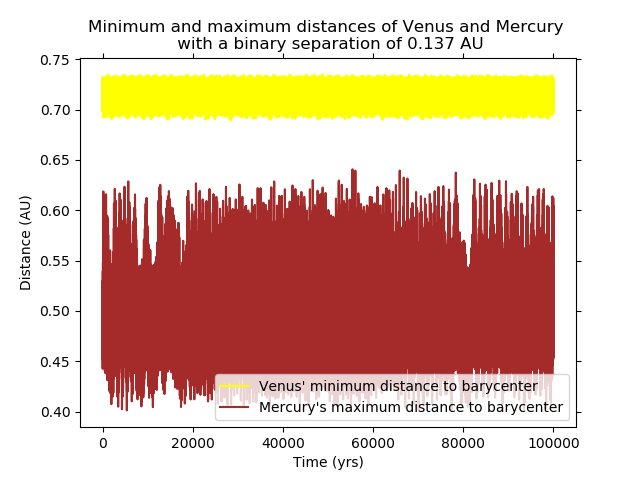 Minimum and maximum distances of Venus and Mercury
with a binary separation of 0.137 AU
0.75
0.70
0.65
0.60
0.55
0.50
0.45
0.40
Distance (AU)
Venus' minimum distance to barycenter
Mercury's maximum distance to barycenter
0 20000 40000 60000 80000 100000
Time (yrs)